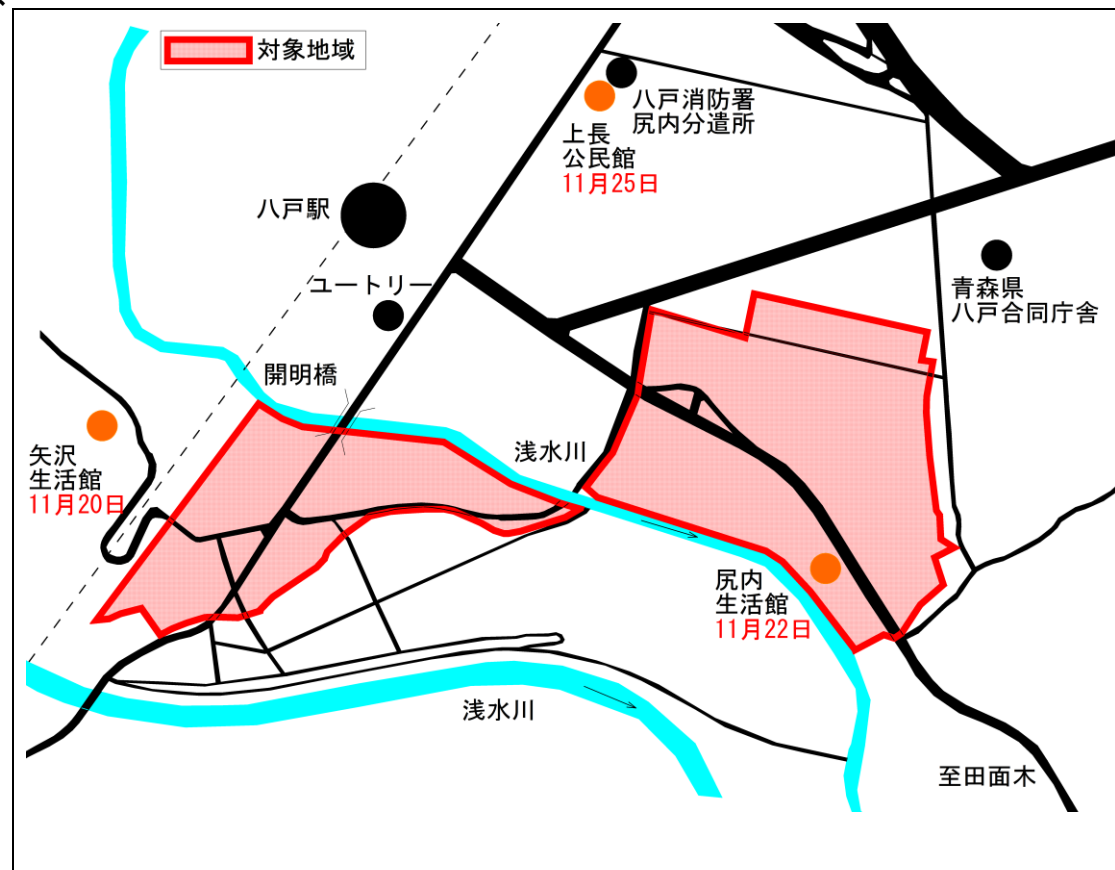 対象地域
八戸消防署
尻内分遣所
上長
公民館
11月25日
八戸駅
ユートリー
青森県
八戸合同庁舎
開明橋
矢沢
生活館
11月20日
浅水川
尻内
生活館
11月22日
浅水川
至田面木